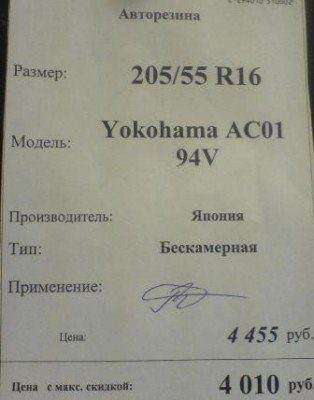 Авторезина
Размер: 205/55 R16
Модель: Yokohama AC01
94V
Производитель: Япония
Тип: Бескамерная
Применение:
Цена: 4 455 руб.
Цена с макс. скидкой: 4 010 руб.